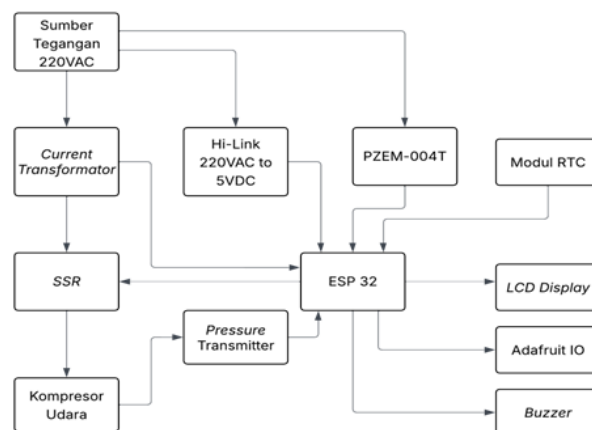 Sumber
Tegangan
220VAC
Current
Transformator
Hi-Link
220VAC to
5VDC
PZEM-004T
Modul RTC
SSR
ESP 32
LCD Display
Pressure
Transmitter
Adafruit IO
Kompresor
Udara
Buzzer